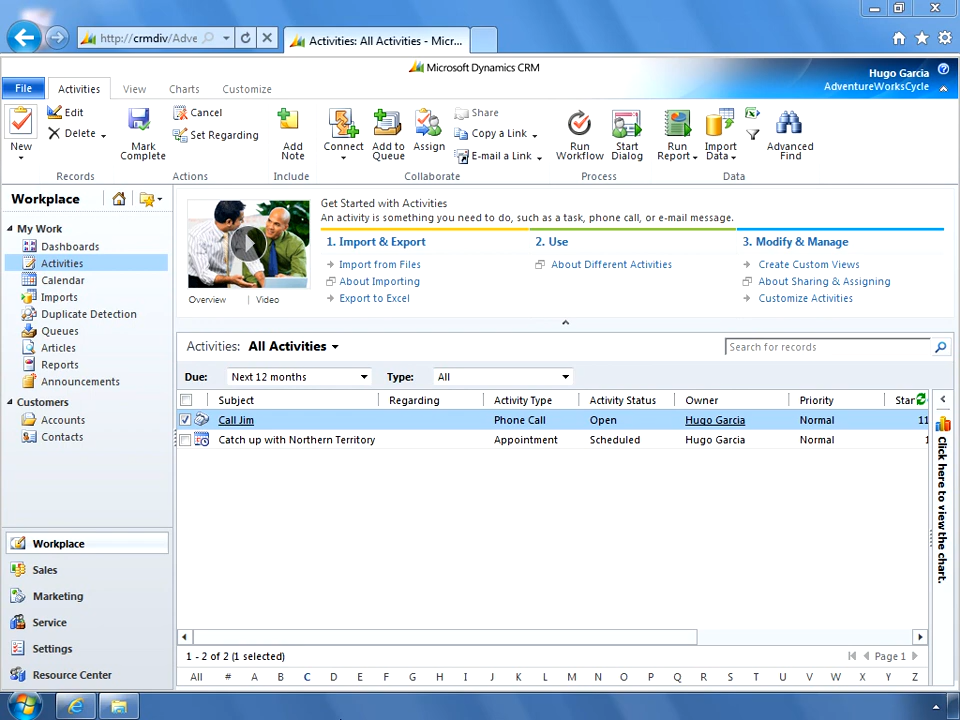 http://crmdiv/Adve
Activities: All Activities - Micr...
Microsoft Dynamics CRM
Hugo Garcia
AdventureWorksCycle
File
Activities
View
Charts
Customize
New
Edit
Delete
Mark Complete
Cancel
Set Regarding
Add Note
Connect
Add to Queue
Assign
Share
Copy a Link
E-mail a Link
Run Workflow
Start Dialog
Run Report
Import Data
Advanced Find
Records
Actions
Include
Collaborate
Process
Data
Workplace
My Work
Dashboards
Activities
Calendar
Imports
Duplicate Detection
Queues
Articles
Reports
Announcements
Customers
Accounts
Contacts
Workplace
Sales
Marketing
Service
Settings
Resource Center
Get Started with Activities
An activity is something you need to do, such as a task, phone call, or e-mail message.
1. Import & Export
Import from Files
About Importing
Export to Excel
2. Use
About Different Activities
3. Modify & Manage
Create Custom Views
About Sharing & Assigning
Customize Activities
Overview | Video
Activities: All Activities
Search for records
Due: Next 12 months Type: All
Subject Regarding Activity Type Activity Status Owner Priority Star
Call Jim Phone Call Open Hugo Garcia Normal 11
Catch up with Northern Territory Appointment Scheduled Hugo Garcia Normal 1
Click here to view the chart.
1 - 2 of 2 (1 selected)
Page 1
All # A B C D E F G H I J K L M N O P Q R S T U V W X Y Z